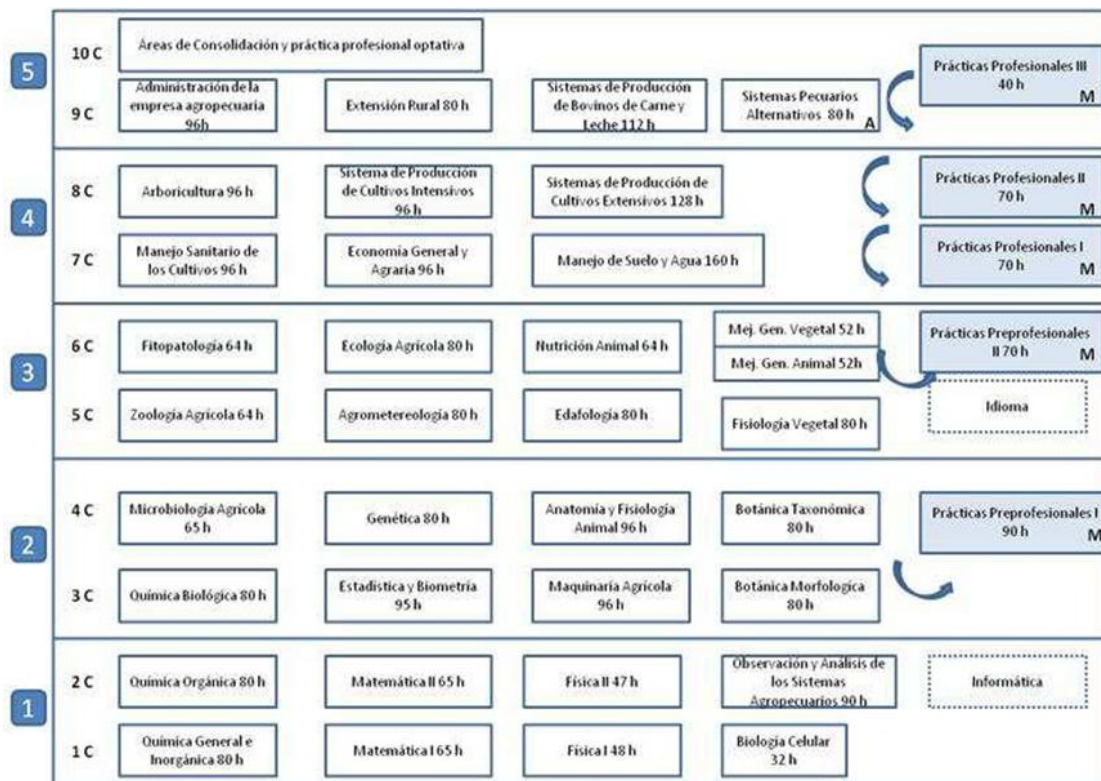 5
10 C
Áreas de Consolidación y práctica profesional optativa
Prácticas Profesionales III
40 h
M
9 C
Administración de la
empresa agropecuaria
96h
Extensión Rural 80 h
Sistemas de Producción
de Bovinos de Carne y
Leche 112 h
Sistemas Pecuarios
Alternativos 80 h
A
4
8 C
Arboricultura 96 h
Sistema de Producción
de Cultivos Intensivos
96 h
Sistemas de Producción de
Cultivos Extensivos 128 h
Prácticas Profesionales II
70 h
M
7 C
Manejo Sanitario de
los Cultivos 96 h
Economía General y
Agraria 96 h
Manejo de Suelo y Agua 160 h
Prácticas Profesionales I
70 h
M
3
6 C
Fitopatología 64 h
Ecología Agrícola 80 h
Nutrición Animal 64 h
Mej. Gen. Vegetal 52 h
Mej. Gen. Animal 52h
Prácticas Preprofesionales
II 70 h
M
5 C
Zoología Agrícola 64 h
Agrometereología 80 h
Edafología 80 h
Fisiología Vegetal 80 h
Idioma
2
4 C
Microbiología Agrícola
65 h
Genética 80 h
Anatomía y Fisiología
Animal 96 h
Botánica Taxonómica
80 h
Prácticas Preprofesionales I
90 h
M
3 C
Química Biológica 80 h
Estadística y Biometría
95 h
Maquinaria Agrícola
96 h
Botánica Morfologica
80 h
1
2 C
Química Orgánica 80 h
Matemática II 65 h
Física II 47 h
Observación y Análisis de
los Sistemas
Agropecuarios 90 h
Informática
1 C
Química General e
Inorgánica 80 h
Matemática I 65 h
Física I 48 h
Biología Celular
32 h